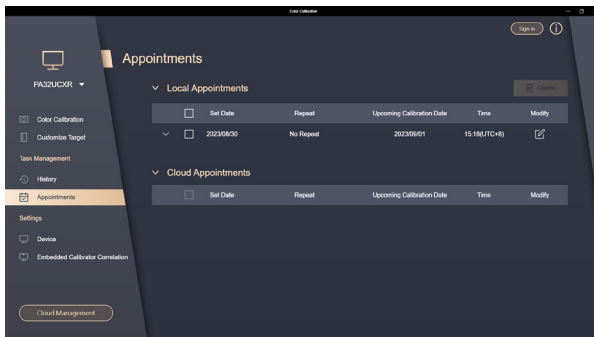 Color Calibration
Sign in
PA32UCXR
Appointments
Local Appointments
Delete
Set Date Repeat Upcoming Calibration Date Time Modify
2023/08/30 No Repeat 2023/09/01 15:18(UTC+8)
Cloud Appointments
Set Date Repeat Upcoming Calibration Date Time Modify
Color Calibration
Customize Target
Task Management
History
Appointments
Settings
Device
Embedded Calibrator Correlation
Cloud Management